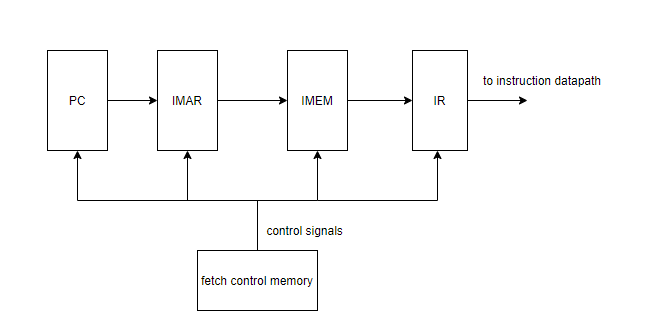 to instruction datapath
PC
IMAR
IMEM
IR
control signals
fetch control memory